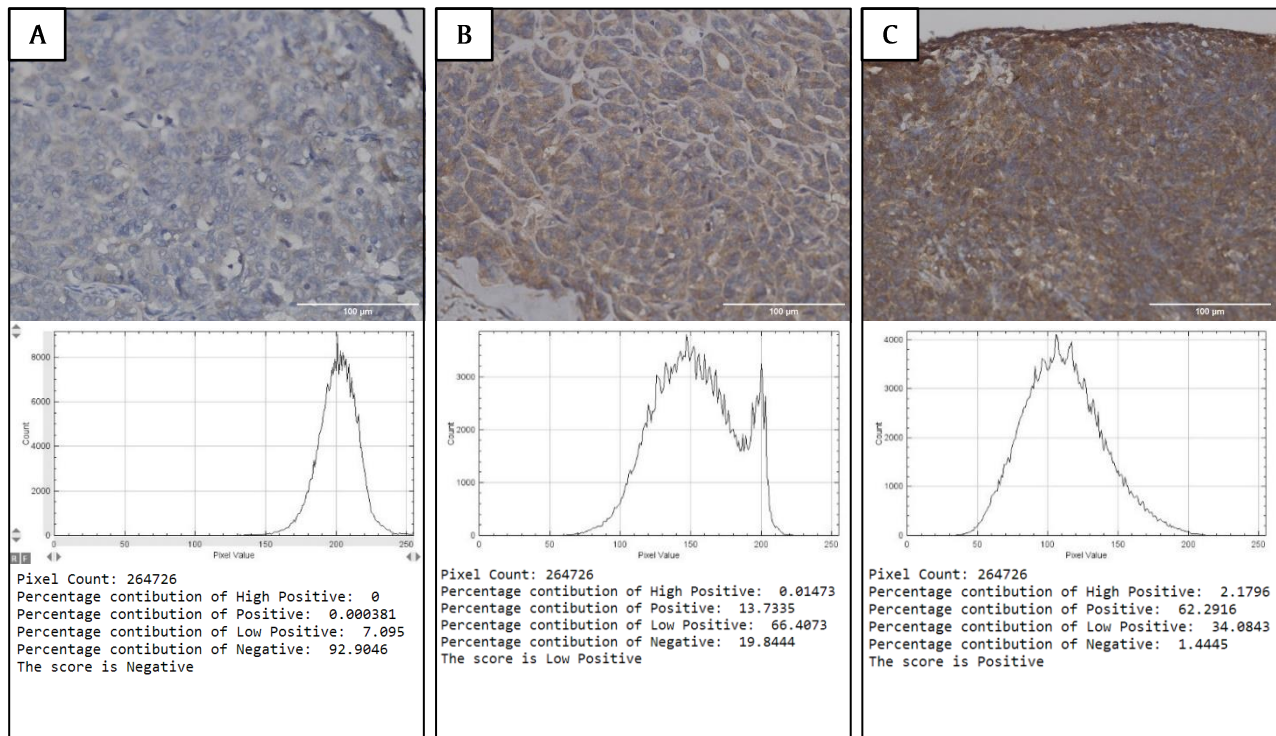 A
100 µm
8000
6000
4000
2000
0
Count
0 50 100 150 200 250
Pixel Value
R F
Pixel Count: 264726
Percentage contibution of High Positive: 0
Percentage contibution of Positive: 0.000381
Percentage contibution of Low Positive: 7.095
Percentage contibution of Negative: 92.9046
The score is Negative
B
100 µm
3000
2000
1000
0
Count
0 50 100 150 200 250
Pixel Value
Pixel Count: 264726
Percentage contibution of High Positive: 0.01473
Percentage contibution of Positive: 13.7335
Percentage contibution of Low Positive: 66.4073
Percentage contibution of Negative: 19.8444
The score is Low Positive
C
100 µm
4000
3000
2000
1000
0
Count
0 50 100 150 200 250
Pixel Value
Pixel Count: 264726
Percentage contibution of High Positive: 2.1796
Percentage contibution of Positive: 62.2916
Percentage contibution of Low Positive: 34.0843
Percentage contibution of Negative: 1.4445
The score is Positive